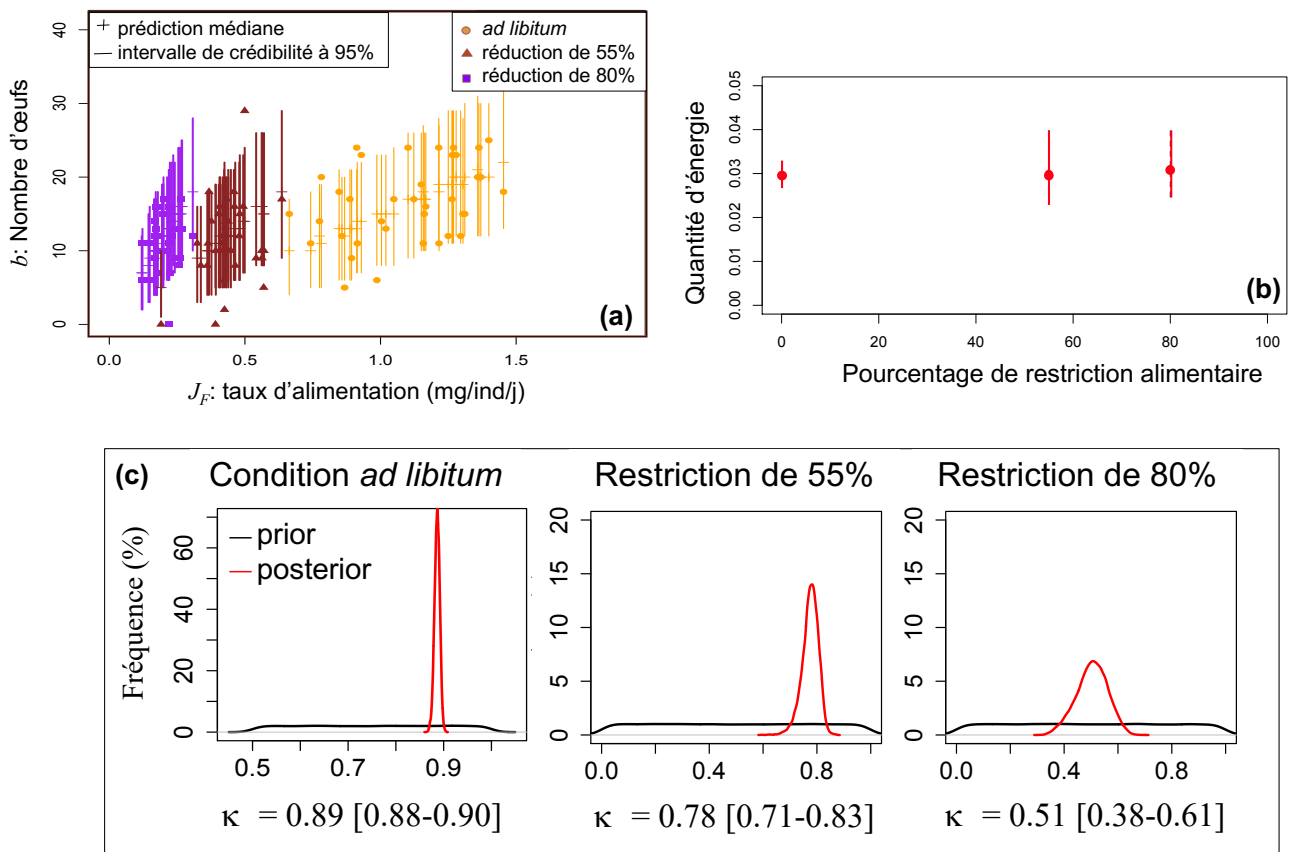 prédiction médiane
intervalle de crédibilité à 95%
ad libitum
réduction de 55%
réduction de 80%
b: Nombre d'œufs
0 10 20 30 40
0.0 0.5 1.0 1.5
J_F: taux d'alimentation (mg/ind/j)
(a)
Quantité d'énergie
0.00 0.01 0.02 0.03 0.04 0.05
0 20 40 60 80 100
Pourcentage de restriction alimentaire
(b)
(c)
Condition ad libitum
Restriction de 55%
Restriction de 80%
Fréquence (%)
prior
posterior
0 20 40 60
0.5 0.7 0.9
0 5 10 15 20
0.0 0.4 0.8
0 5 10 15 20
0.0 0.4 0.8
κ = 0.89 [0.88-0.90]
κ = 0.78 [0.71-0.83]
κ = 0.51 [0.38-0.61]